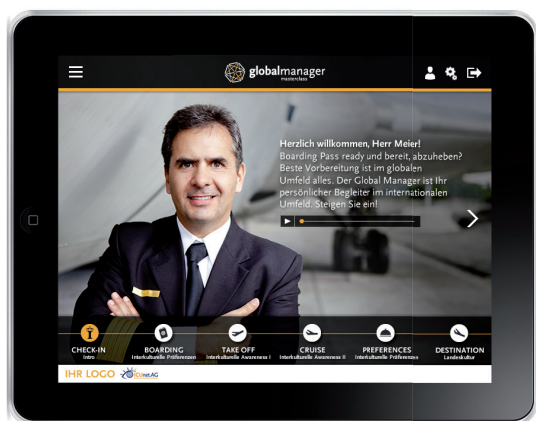 globalmanager
masterclass
Herzlich willkommen, Herr Meier!
Boarding Pass ready und bereit, abzuheben?
Beste Vorbereitung ist im globalen
Umfeld alles. Der Global Manager ist Ihr
persönlicher Begleiter im internationalen
Umfeld. Steigen Sie ein!
CHECK-IN
Intro
BOARDING
Interkulturelle Präferenzen
TAKE OFF
Interkulturelle Awareness I
CRUISE
Interkulturelle Awareness II
PREFERENCES
Interkulturelle Präferenzen
DESTINATION
Landeskultur
IHR LOGO
ICUnet.AG